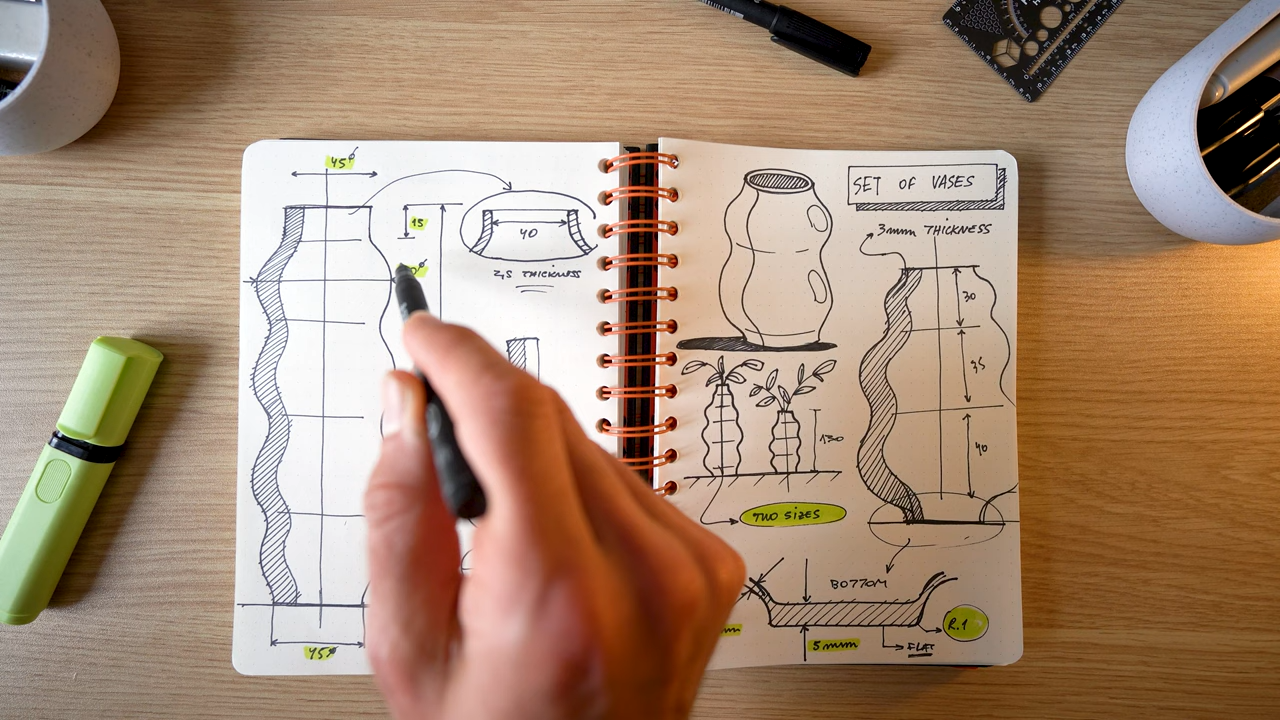 45⌀
15
40
2,5 THICKNESS
45⌀
SET OF VASES
3mm THICKNESS
30
35
40
130
TWO SIZES
BOTTOM
R.1
5mm
FLAT